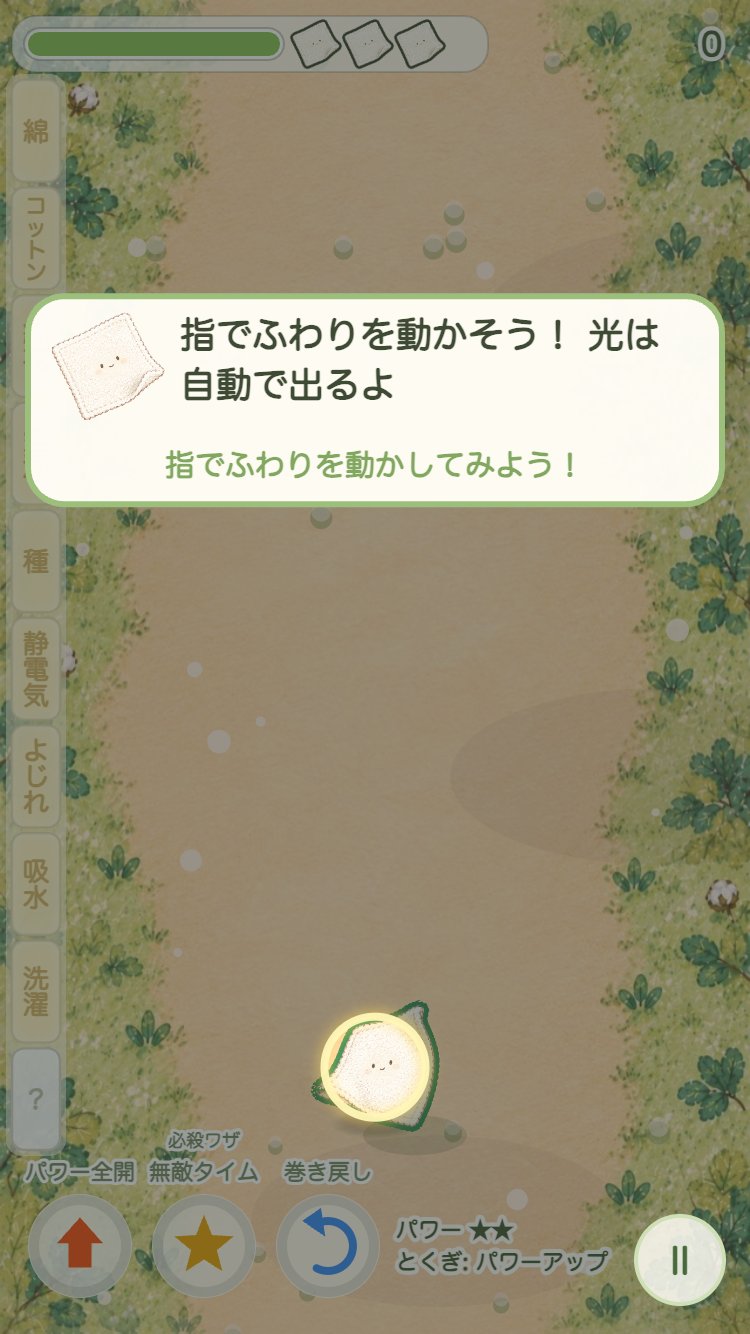 0
綿
コットン
指でふわりを動かそう！ 光は
自動で出るよ
指でふわりを動かしてみよう！
種
静電気
よじれ
吸水
洗濯
?
必殺ワザ
パワー全開 無敵タイム 巻き戻し
パワー ★★
とくぎ: パワーアップ